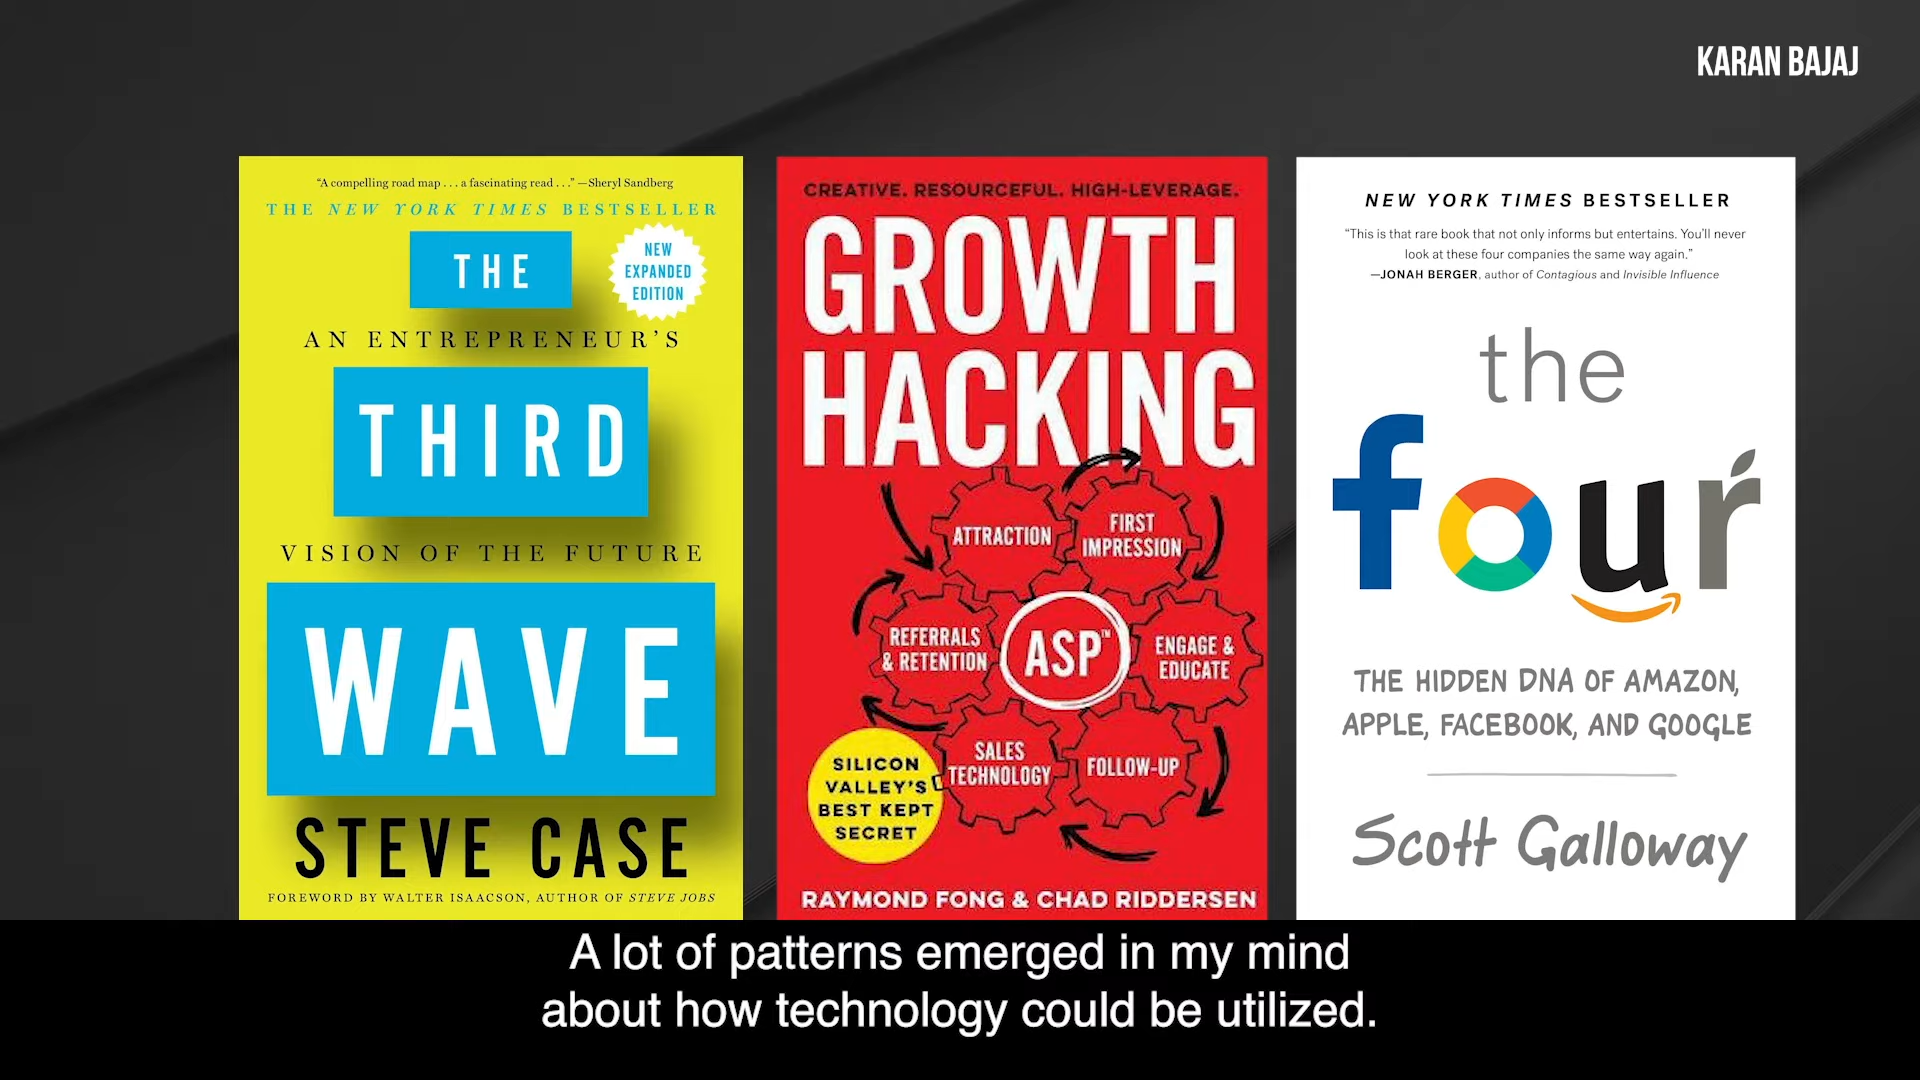 KARAN BAJAJ
“A compelling road map . . . a fascinating read . . .” —Sheryl Sandberg
THE NEW YORK TIMES BESTSELLER
THE
NEW
EXPANDED
EDITION
AN ENTREPRENEUR’S
THIRD
VISION OF THE FUTURE
WAVE
STEVE CASE
FOREWORD BY WALTER ISAACSON, AUTHOR OF STEVE JOBS
CREATIVE. RESOURCEFUL. HIGH-LEVERAGE.
GROWTH
HACKING
ATTRACTION
FIRST
IMPRESSION
REFERRALS
& RETENTION
ASP™
ENGAGE &
EDUCATE
SALES
TECHNOLOGY
FOLLOW-UP
SILICON
VALLEY’S
BEST KEPT
SECRET
RAYMOND FONG & CHAD RIDDERSEN
NEW YORK TIMES BESTSELLER
“This is that rare book that not only informs but entertains. You’ll never
look at these four companies the same way again.”
—JONAH BERGER, author of Contagious and Invisible Influence
the
four
THE HIDDEN DNA OF AMAZON,
APPLE, FACEBOOK, AND GOOGLE
Scott Galloway
A lot of patterns emerged in my mind
about how technology could be utilized.